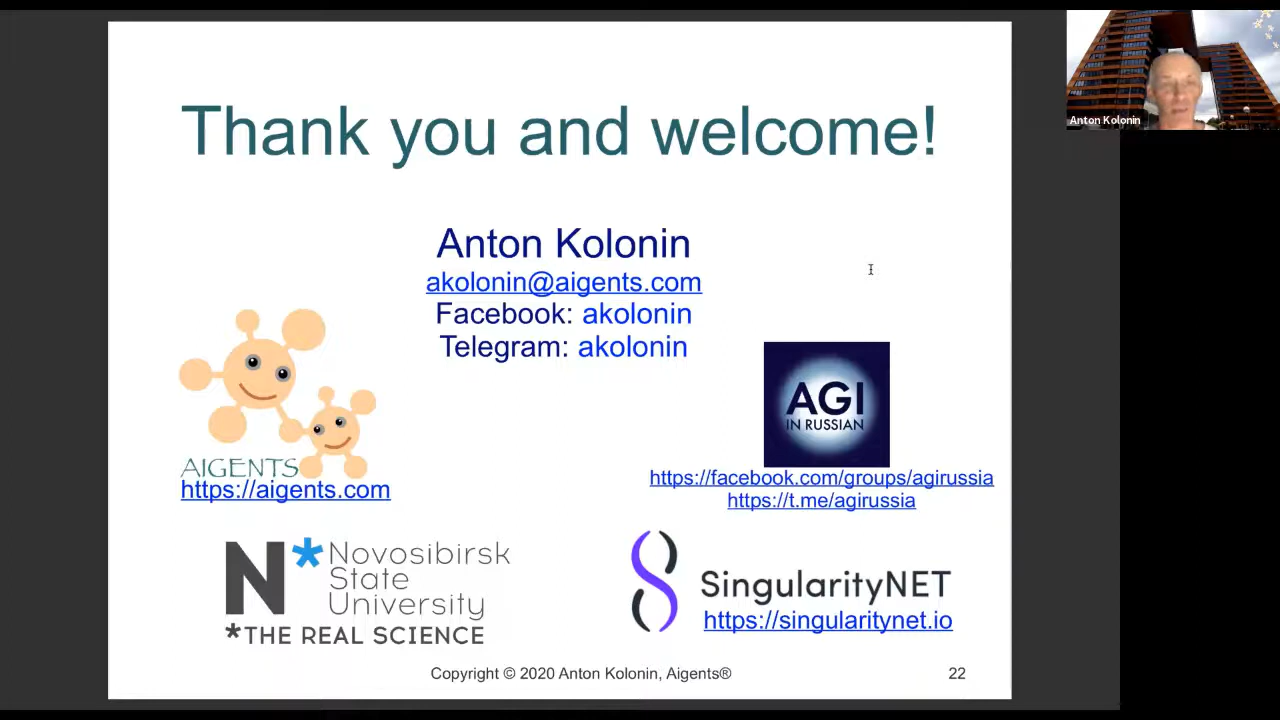 Thank you and welcome!
Anton Kolonin
Anton Kolonin
akolonin@aigents.com
Facebook: akolonin
Telegram: akolonin
AGI
IN RUSSIAN
AIGENTS
https://aigents.com
https://facebook.com/groups/agirussia
https://t.me/agirussia
N* Novosibirsk
State
University
*THE REAL SCIENCE
SingularityNET
https://singularitynet.io
Copyright © 2020 Anton Kolonin, Aigents®
22